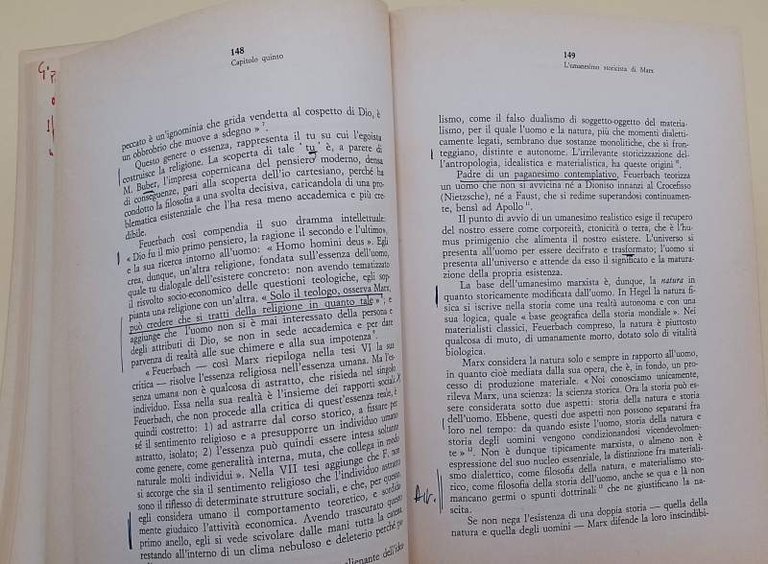 148
Capitolo quinto
peccato è un'ignominia che grida vendetta al cospetto di Dio, è
un obbrobrio che muove a sdegno » 7.
Questo genere o essenza, rappresenta il tu su cui l'egoista
costruisce la religione. La scoperta di tale ' tu ' è, a parere di
M. Buber, l'impresa copernicana del pensiero moderno, densa
di conseguenze, pari alla scoperta dell'io cartesiano, perché ha
condotto la filosofia a una svolta decisiva, caricandola di una pro-
blematica esistenziale che l'ha resa meno accademica e più cre-
dibile.
Feuerbach così compendia il suo dramma intellettuale:
« Dio fu il mio primo pensiero, la ragione il secondo e l'ultimo»,
e la sua ricerca intorno all'uomo: « Homo homini deus ». Egli
crea, dunque, un'altra religione, fondata sull'essenza dell'uomo,
quale tu dialogale dell'esistere concreto: non avendo tematizzato
il risvolto socio-economico delle questioni teologiche, egli sop-
pianta una religione con un'altra. « Solo il teologo, osserva Marx,
può credere che si tratti della religione in quanto tale »
aggiunge che l'uomo non si è mai interessato della persona e
degli attributi di Dio, se non in sede accademica e per dare
parvenza di realtà alle sue chimere e alla sua impotenza
« Feuerbach — così Marx riepiloga nella tesi VI la sua
critica — risolve l'essenza religiosa nell'essenza umana. Ma l'es-
senza umana non è qualcosa di astratto, che risieda nel singolo
individuo. Essa nella sua realtà è l'insieme dei rapporti sociali.
Feuerbach, che non procede alla critica di quest'essenza reale, è
quindi costretto: 1) ad astrarre dal corso storico, a fissare per
sé il sentimento religioso e a presupporre un individuo umano
astratto, isolato; 2) l'essenza può quindi essere intesa soltanto
come genere, come generalità interna, muta, che collega in modo
naturale molti individui ». Nella VII tesi aggiunge che F. non
si accorge che sia il sentimento religioso che l'individuo astratto
sono il riflesso di determinate strutture sociali, e che, per questo,
egli considera umano il comportamento teoretico, e sordida-
mente giudaico l'attività economica. Avendo trascurato questo
primo anello, egli si vede scivolare dalle mani tutta la catena,
restando all'interno di un clima nebuloso e deleterio perché
alienante dell'idea
149
L'umanesimo storicista di Marx
lismo, come il falso dualismo di soggetto-oggetto del material-
lismo, per il quale l'uomo e la natura, più che momenti dialetti-
camente legati, sembrano due sostanze monolitiche, che si fron-
teggiano, distinte e autonome. L'irrilevante storicizzazione del-
l'antropologia, idealistica e materialistica, ha queste origini
Padre di un paganesimo contemplativo, Feuerbach teorizza
un uomo che non si avvicina né a Dioniso innanzi al Crocefisso
(Nietzsche), né a Faust, che si redime superandosi continuamen-
te, bensì ad Apollo 11.
Il punto di avvio di un umanesimo realistico esige il recupero
del nostro essere come corporeità, ctonicità o terra, che è l'hu-
mus primigenio che alimenta il nostro esistere. L'universo si
presenta all'uomo per essere decifrato e trasformato; l'uomo si
presenta all'universo e attende da esso il significato e la matura-
zione della propria esistenza.
La base dell'umanesimo marxista è, dunque, la natura in
quanto storicamente modificata dall'uomo. In Hegel la natura fi-
sica si iscrive nella storia come una realtà autonoma e con una
sua logica, quale « base geografica della storia mondiale ». Nei
materialisti classici, Feuerbach compreso, la natura è piuttosto
qualcosa di muto, di umanamente morto, dotato solo di vitalità
biologica.
Marx considera la natura solo e sempre in rapporto all'uomo,
in quanto cioè mediata dalla sua opera, che è, in fondo, un pro-
cesso di produzione materiale. « Noi conosciamo unicamente,
rileva Marx, una scienza: la scienza storica. Ora la storia può es-
sere considerata sotto due aspetti: storia della natura e storia
dell'uomo. Ebbene, questi due aspetti non possono separarsi fra
loro nel tempo: da quando esiste l'uomo, storia della natura e
storia degli uomini vengono condizionandosi vicendevolmen-
te » 12. Non è dunque tipicamente marxista, o almeno non è
espressione del suo nucleo essenziale, la distinzione fra materiali-
smo dialettico, come filosofia della natura, e materialismo sto-
rico, come filosofia della storia dell'uomo, anche se qua e là non
mancano germi o spunti dottrinali 13 che ne giustificano la na-
scita.
Se non nega l'esistenza di una doppia storia — quella della
natura e quella degli uomini — Marx difende la loro inscindibi-